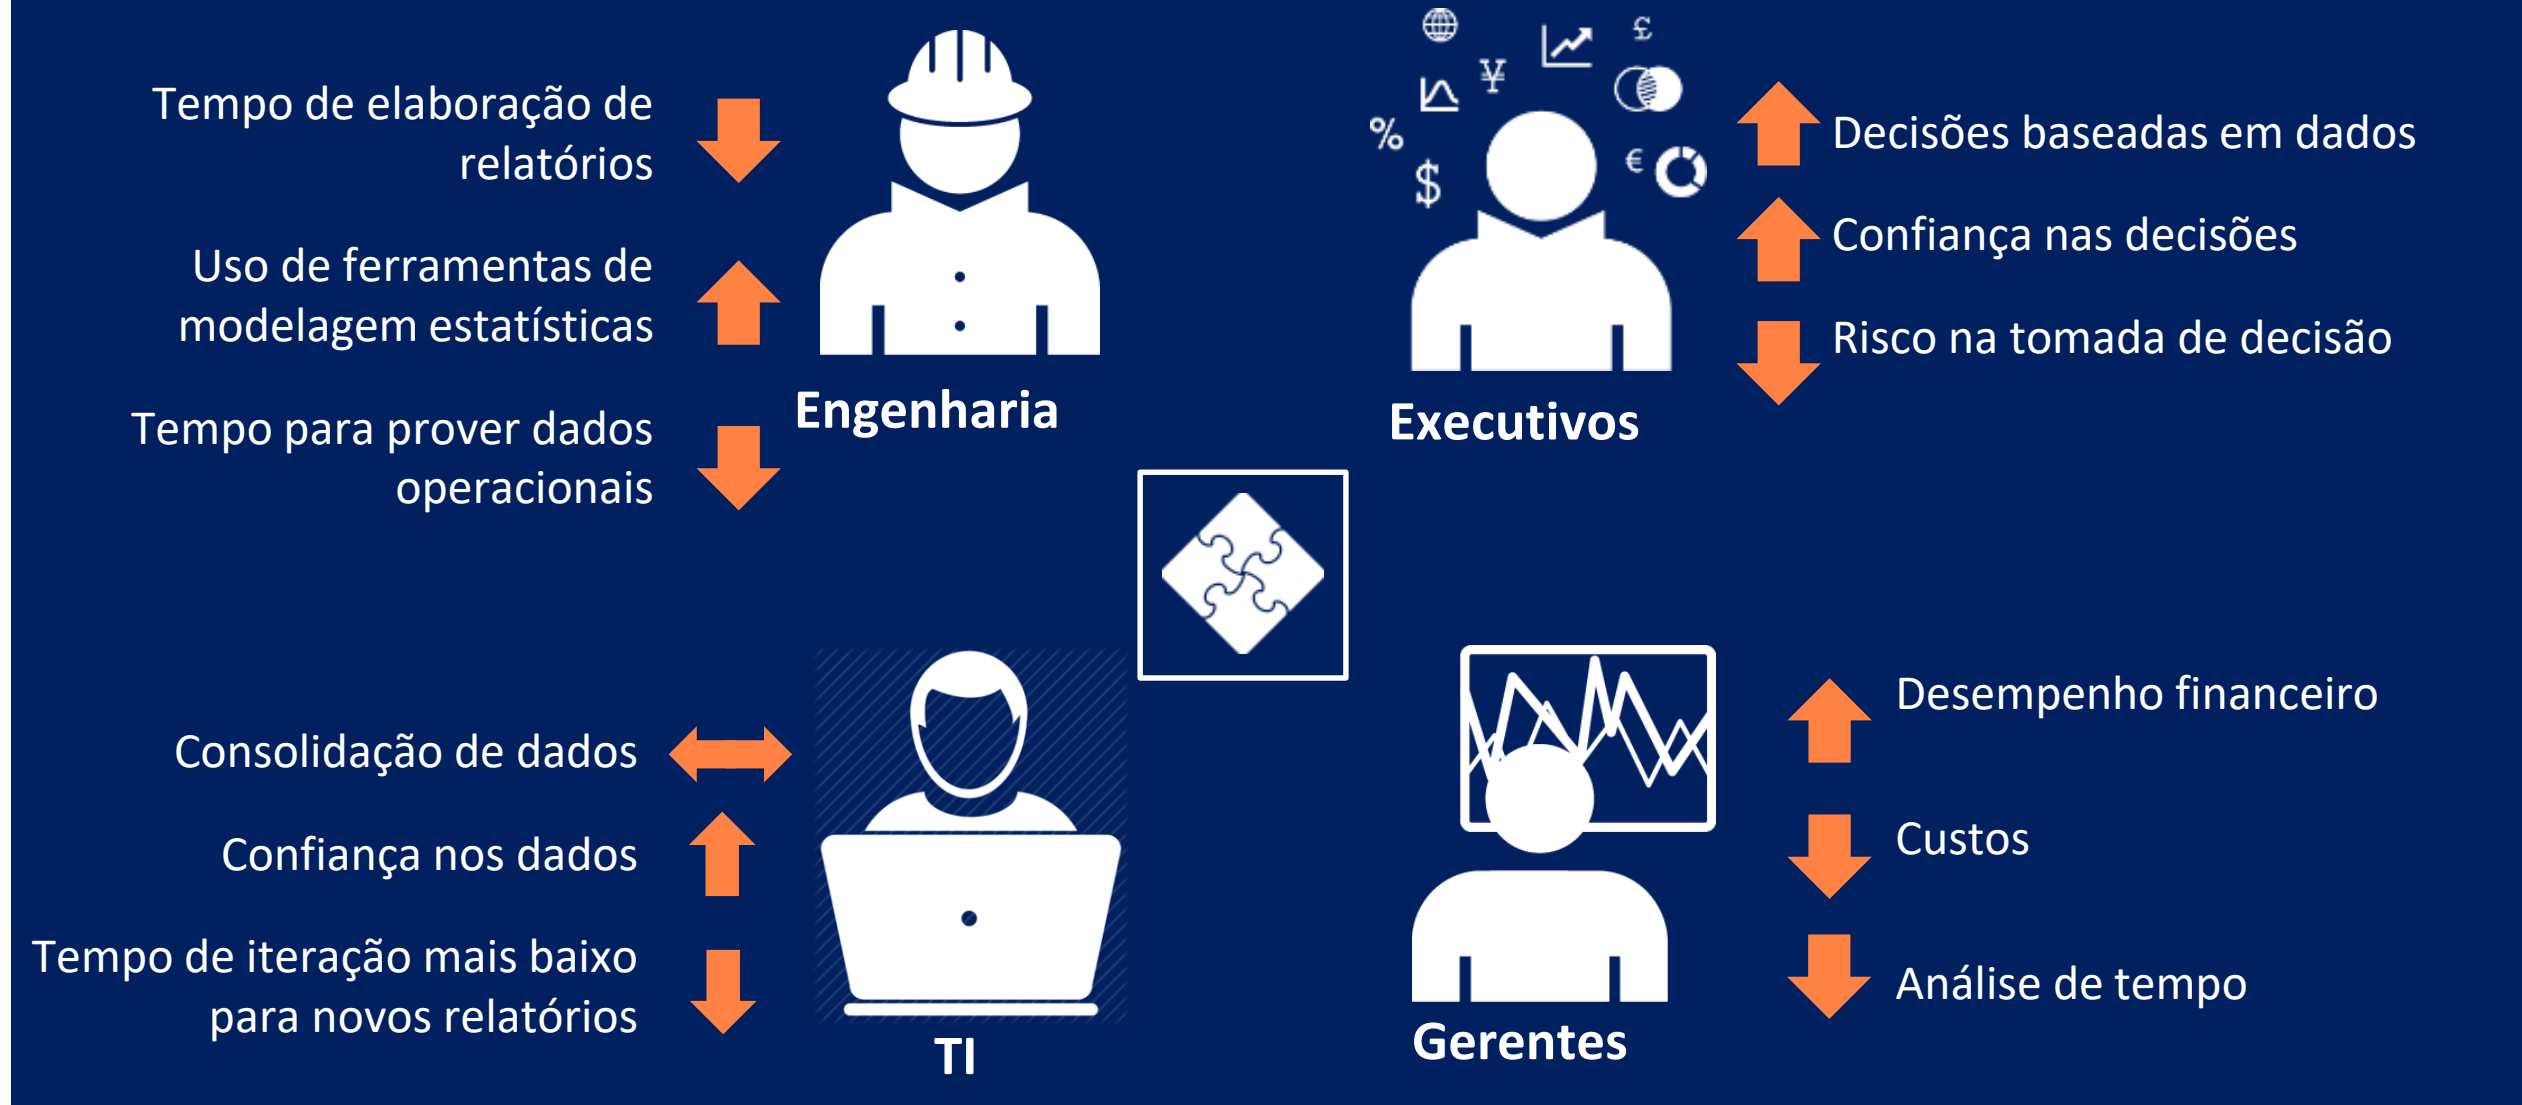 Tempo de elaboração de
relatórios
Uso de ferramentas de
modelagem estatísticas
Tempo para prover dados
operacionais
Engenharia
%
$
¥
£
€
Decisões baseadas em dados
Confiança nas decisões
Risco na tomada de decisão
Executivos
Consolidação de dados
Confiança nos dados
Tempo de iteração mais baixo
para novos relatórios
TI
Desempenho financeiro
Custos
Análise de tempo
Gerentes